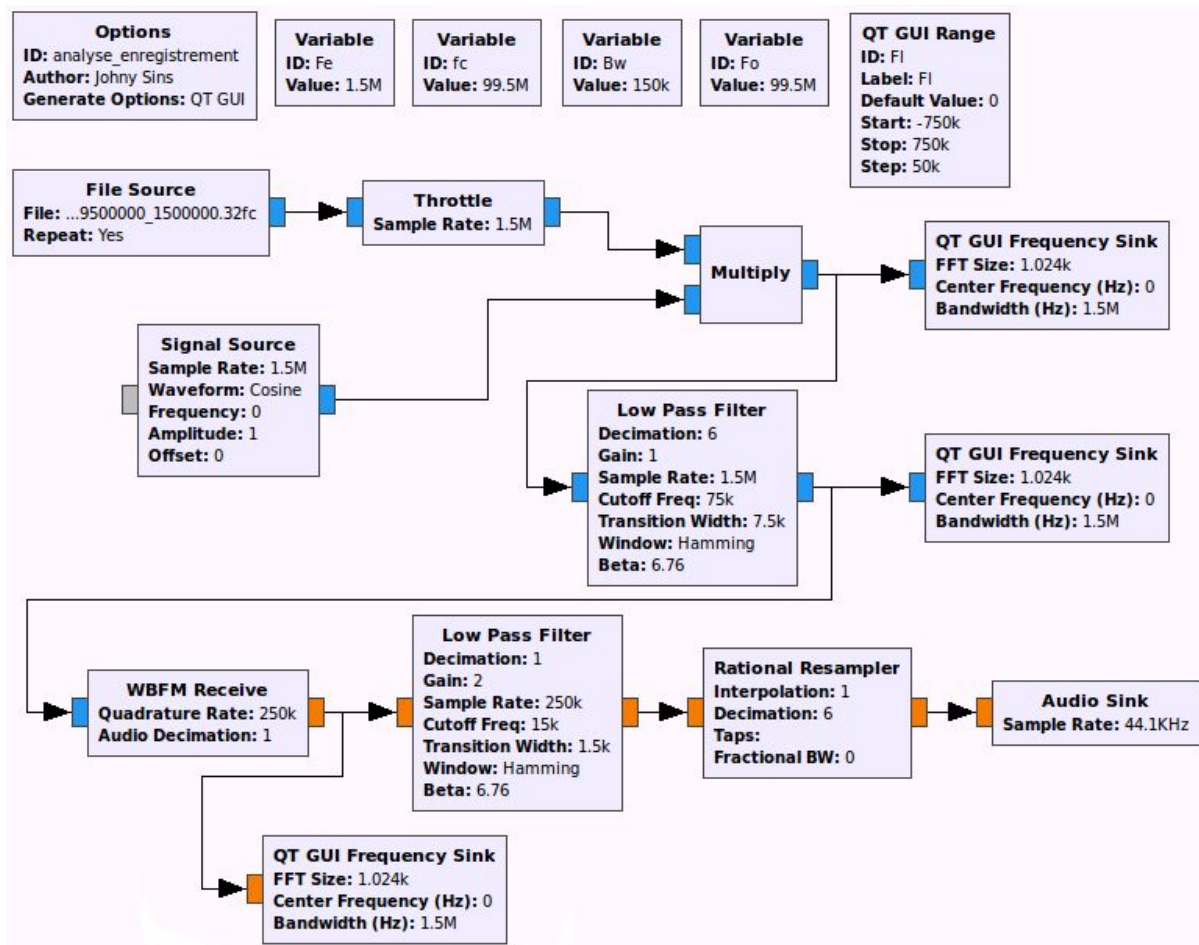 Options
ID: analyse_enregistrement
Author: Johny Sins
Generate Options: QT GUI
Variable
ID: Fe
Value: 1.5M
Variable
ID: fc
Value: 99.5M
Variable
ID: Bw
Value: 150k
Variable
ID: Fo
Value: 99.5M
QT GUI Range
ID: Fl
Label: Fl
Default Value: 0
Start: -750k
Stop: 750k
Step: 50k
File Source
File: ...9500000_1500000.32fc
Repeat: Yes
Throttle
Sample Rate: 1.5M
Multiply
QT GUI Frequency Sink
FFT Size: 1.024k
Center Frequency (Hz): 0
Bandwidth (Hz): 1.5M
Signal Source
Sample Rate: 1.5M
Waveform: Cosine
Frequency: 0
Amplitude: 1
Offset: 0
Low Pass Filter
Decimation: 6
Gain: 1
Sample Rate: 1.5M
Cutoff Freq: 75k
Transition Width: 7.5k
Window: Hamming
Beta: 6.76
QT GUI Frequency Sink
FFT Size: 1.024k
Center Frequency (Hz): 0
Bandwidth (Hz): 1.5M
WBFM Receive
Quadrature Rate: 250k
Audio Decimation: 1
Low Pass Filter
Decimation: 1
Gain: 2
Sample Rate: 250k
Cutoff Freq: 15k
Transition Width: 1.5k
Window: Hamming
Beta: 6.76
Rational Resampler
Interpolation: 1
Decimation: 6
Taps:
Fractional BW: 0
Audio Sink
Sample Rate: 44.1KHz
QT GUI Frequency Sink
FFT Size: 1.024k
Center Frequency (Hz): 0
Bandwidth (Hz): 1.5M